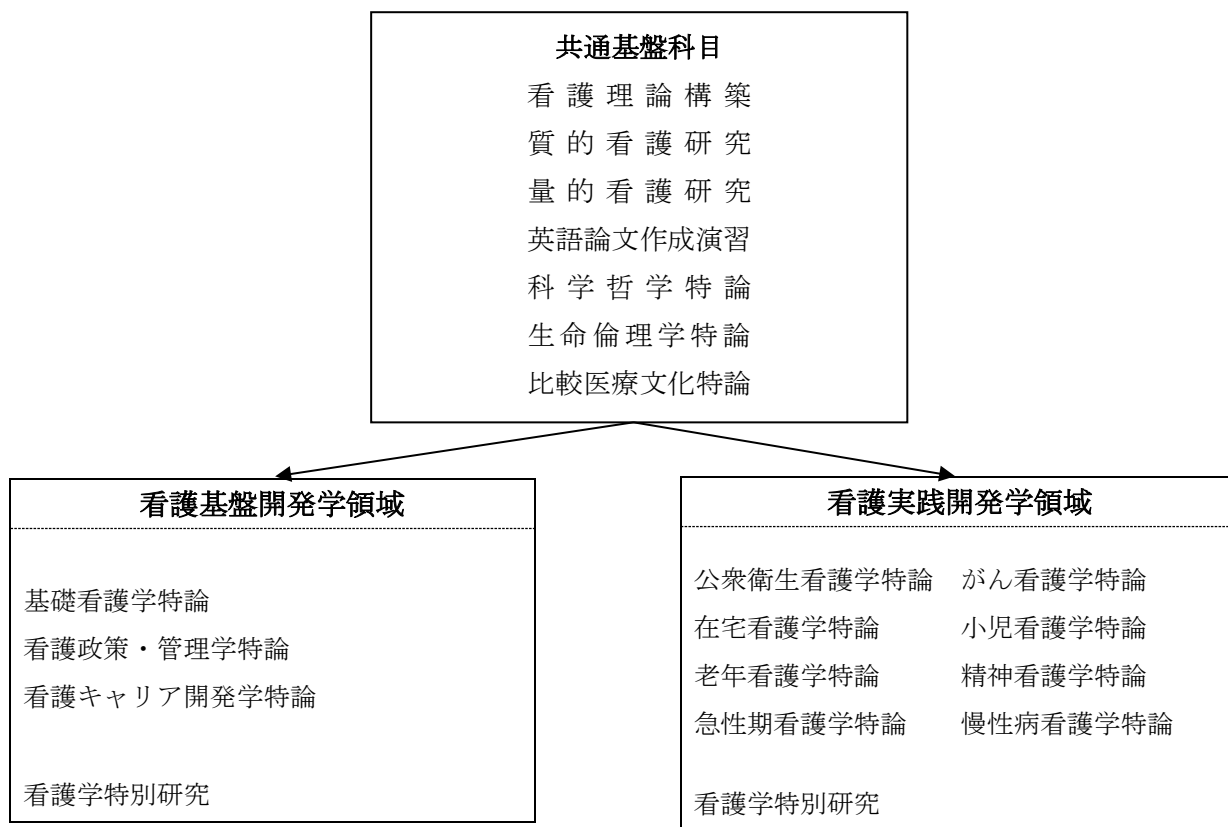 共通基盤科目
看護理論構築
質的看護研究
量的看護研究
英語論文作成演習
科学哲学特論
生命倫理学特論
比較医療文化特論
看護基盤開発学領域
基礎看護学特論
看護政策・管理学特論
看護キャリア開発学特論
看護学特別研究
看護実践開発学領域
公衆衛生看護学特論 がん看護学特論
在宅看護学特論 小児看護学特論
老年看護学特論 精神看護学特論
急性期看護学特論 慢性病看護学特論
看護学特別研究